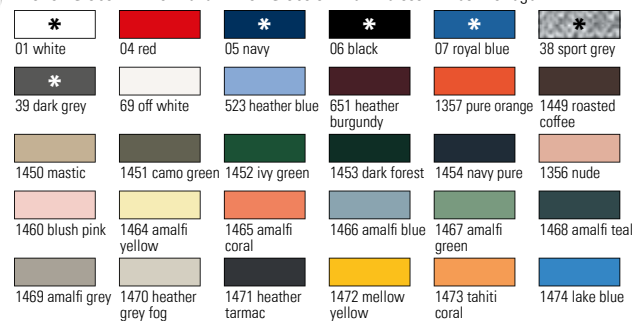 * * * * *
01 white 04 red 05 navy 06 black 07 royal blue 38 sport grey
*
39 dark grey 69 off white 523 heather blue 651 heather burgundy 1357 pure orange 1449 roasted coffee
1450 mastic 1451 camo green 1452 ivy green 1453 dark forest 1454 navy pure 1356 nude
1460 blush pink 1464 amalfi yellow 1465 amalfi coral 1466 amalfi blue 1467 amalfi green 1468 amalfi teal
1469 amalfi grey 1470 heather grey fog 1471 heather tarmac 1472 mellow yellow 1473 tahiti coral 1474 lake blue